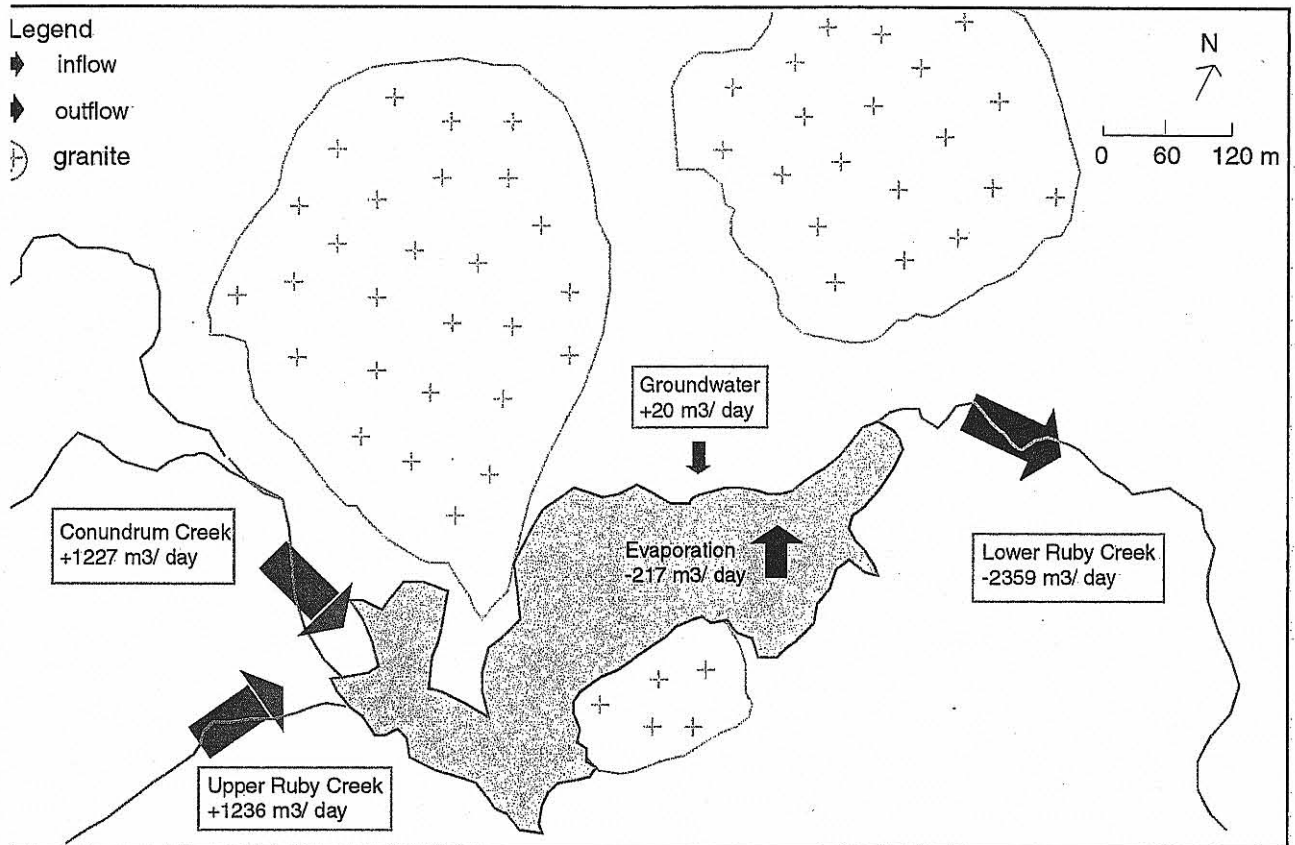 Legend
inflow
outflow
granite
N
0 60 120 m
Groundwater
+20 m3/ day
Conundrum Creek
+1227 m3/ day
Evaporation
-217 m3/ day
Lower Ruby Creek
-2359 m3/ day
Upper Ruby Creek
+1236 m3/ day